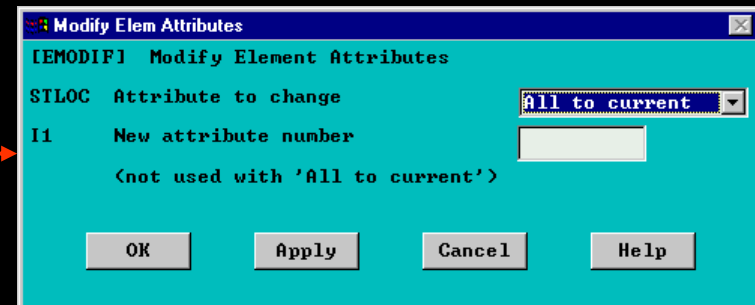 Modify Elem Attributes
[EMODIF] Modify Element Attributes
STLOC Attribute to change All to current
I1 New attribute number
(not used with 'All to current')
OK Apply Cancel Help